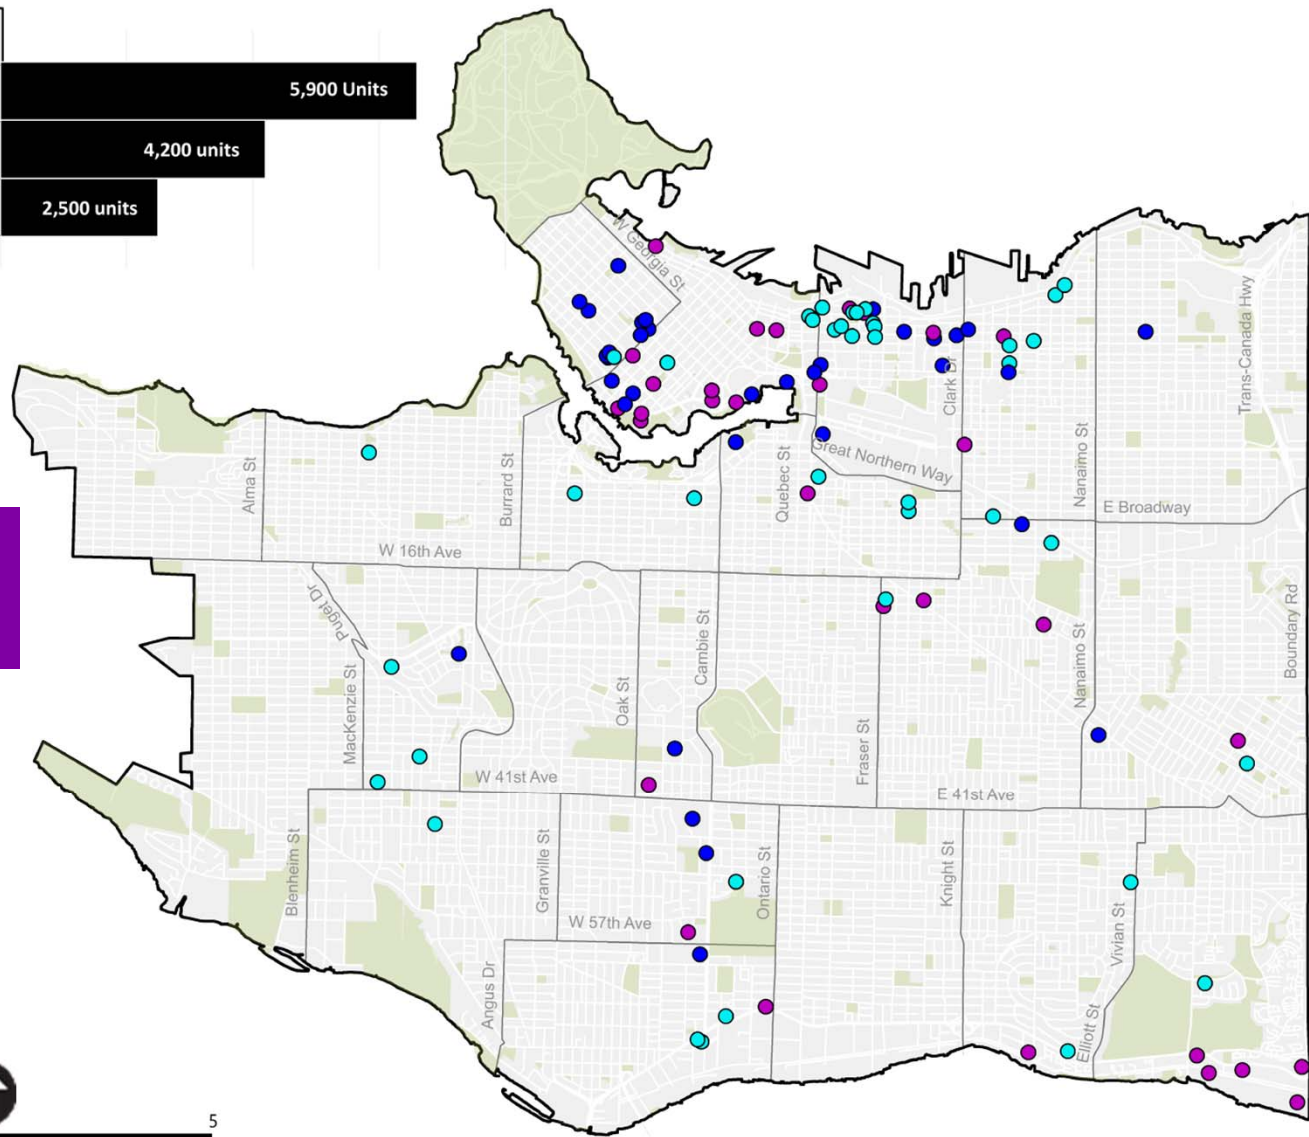 5,900 Units
4,200 units
2,500 units
W Georgia St
Trans-Canada Hwy
Clark Dr
Alma St
Burrard St
Quebec St
Great Northern Way
Nanaimo St
E Broadway
W 16th Ave
Puget Dr
Boundary Rd
MacKenzie St
Oak St
Cambie St
Fraser St
Nanaimo St
W 41st Ave
E 41st Ave
Blenheim St
Granville St
Ontario St
Knight St
W 57th Ave
Vivian St
Angus Dr
Elliott St
5